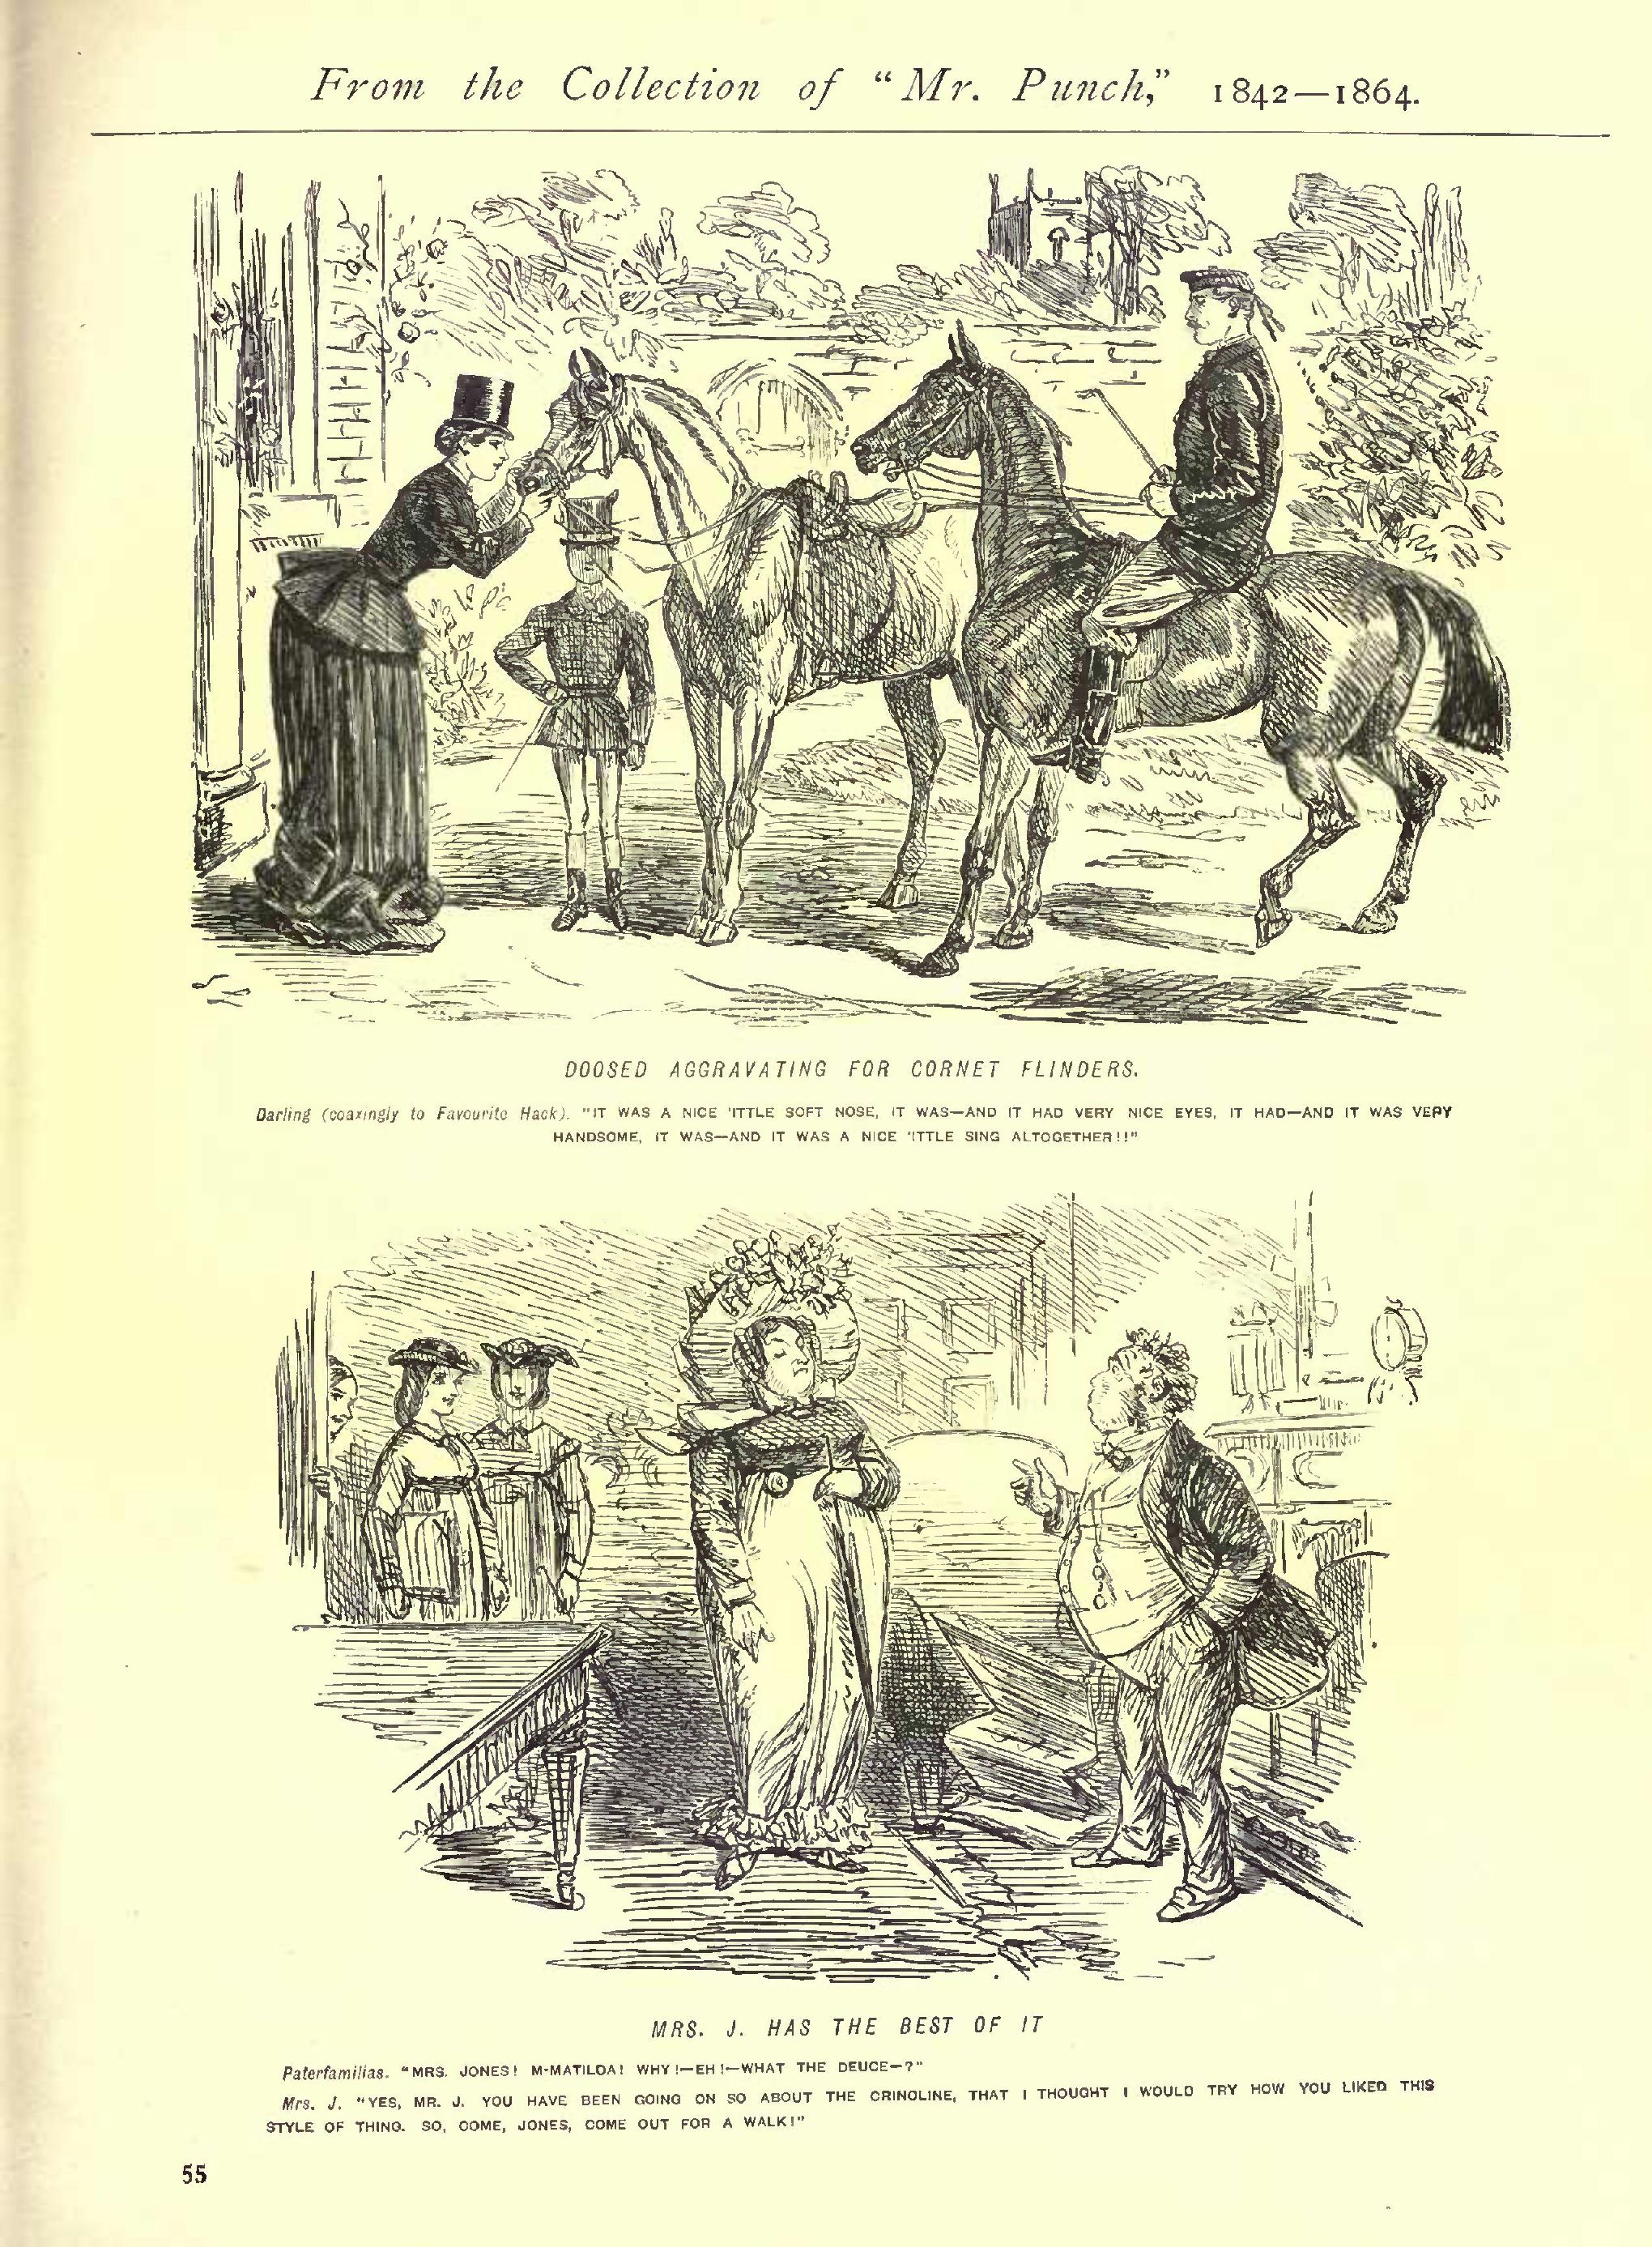 From the Collection of "Mr. Punch," 1842—1864.
DOOSED AGGRAVATING FOR CORNET FLINDERS.
Darling (coaxingly to Favourite Hack). "IT WAS A NICE 'ITTLE SOFT NOSE, IT WAS—AND IT HAD VERY NICE EYES, IT HAD—AND IT WAS VERY
HANDSOME, IT WAS—AND IT WAS A NICE 'ITTLE SING ALTOGETHER!!"
MRS. J. HAS THE BEST OF IT
Paterfamilias. "MRS. JONES! M-MATILDA! WHY!—EH!—WHAT THE DEUCE—?"
Mrs. J. "YES, MR. J. YOU HAVE BEEN GOING ON SO ABOUT THE CRINOLINE, THAT I THOUGHT I WOULD TRY HOW YOU LIKED THIS
STYLE OF THING. SO, COME, JONES, COME OUT FOR A WALK!"
55